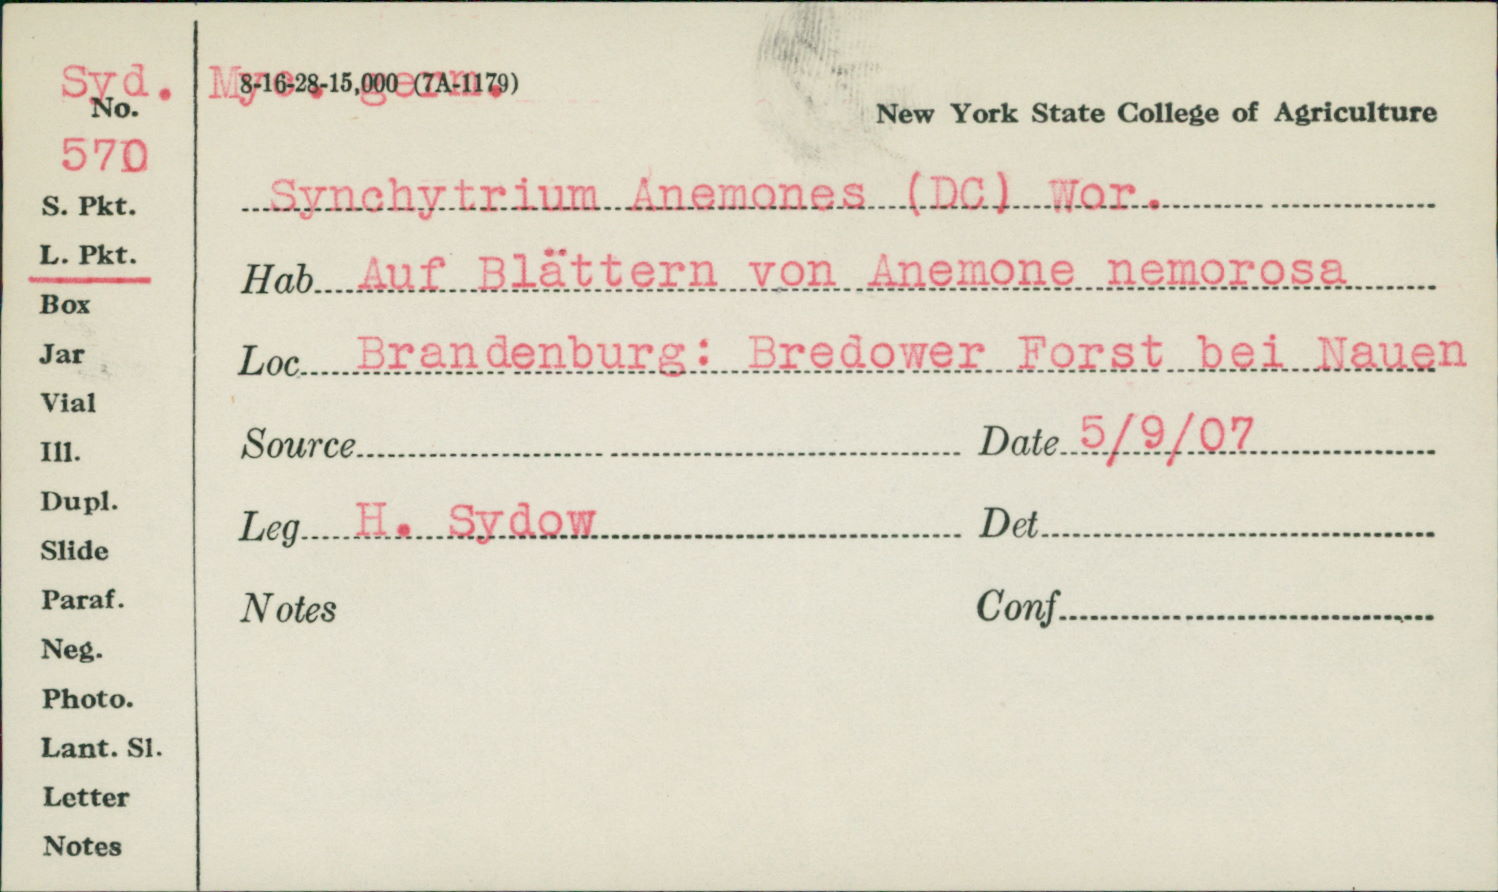 Syd. Myc. germ.
8-16-28-15,000 (7A-1179)
No.
New York State College of Agriculture
570
Synchytrium Anemones (DC) Wor.
S. Pkt.
L. Pkt.
Hab Auf Blättern von Anemone nemorosa
Box
Jar
Loc Brandenburg: Bredower Forst bei Nauen
Vial
Ill.
Source Date 5/9/07
Dupl.
Leg H. Sydow Det
Slide
Paraf.
Notes Conf
Neg.
Photo.
Lant. Sl.
Letter
Notes